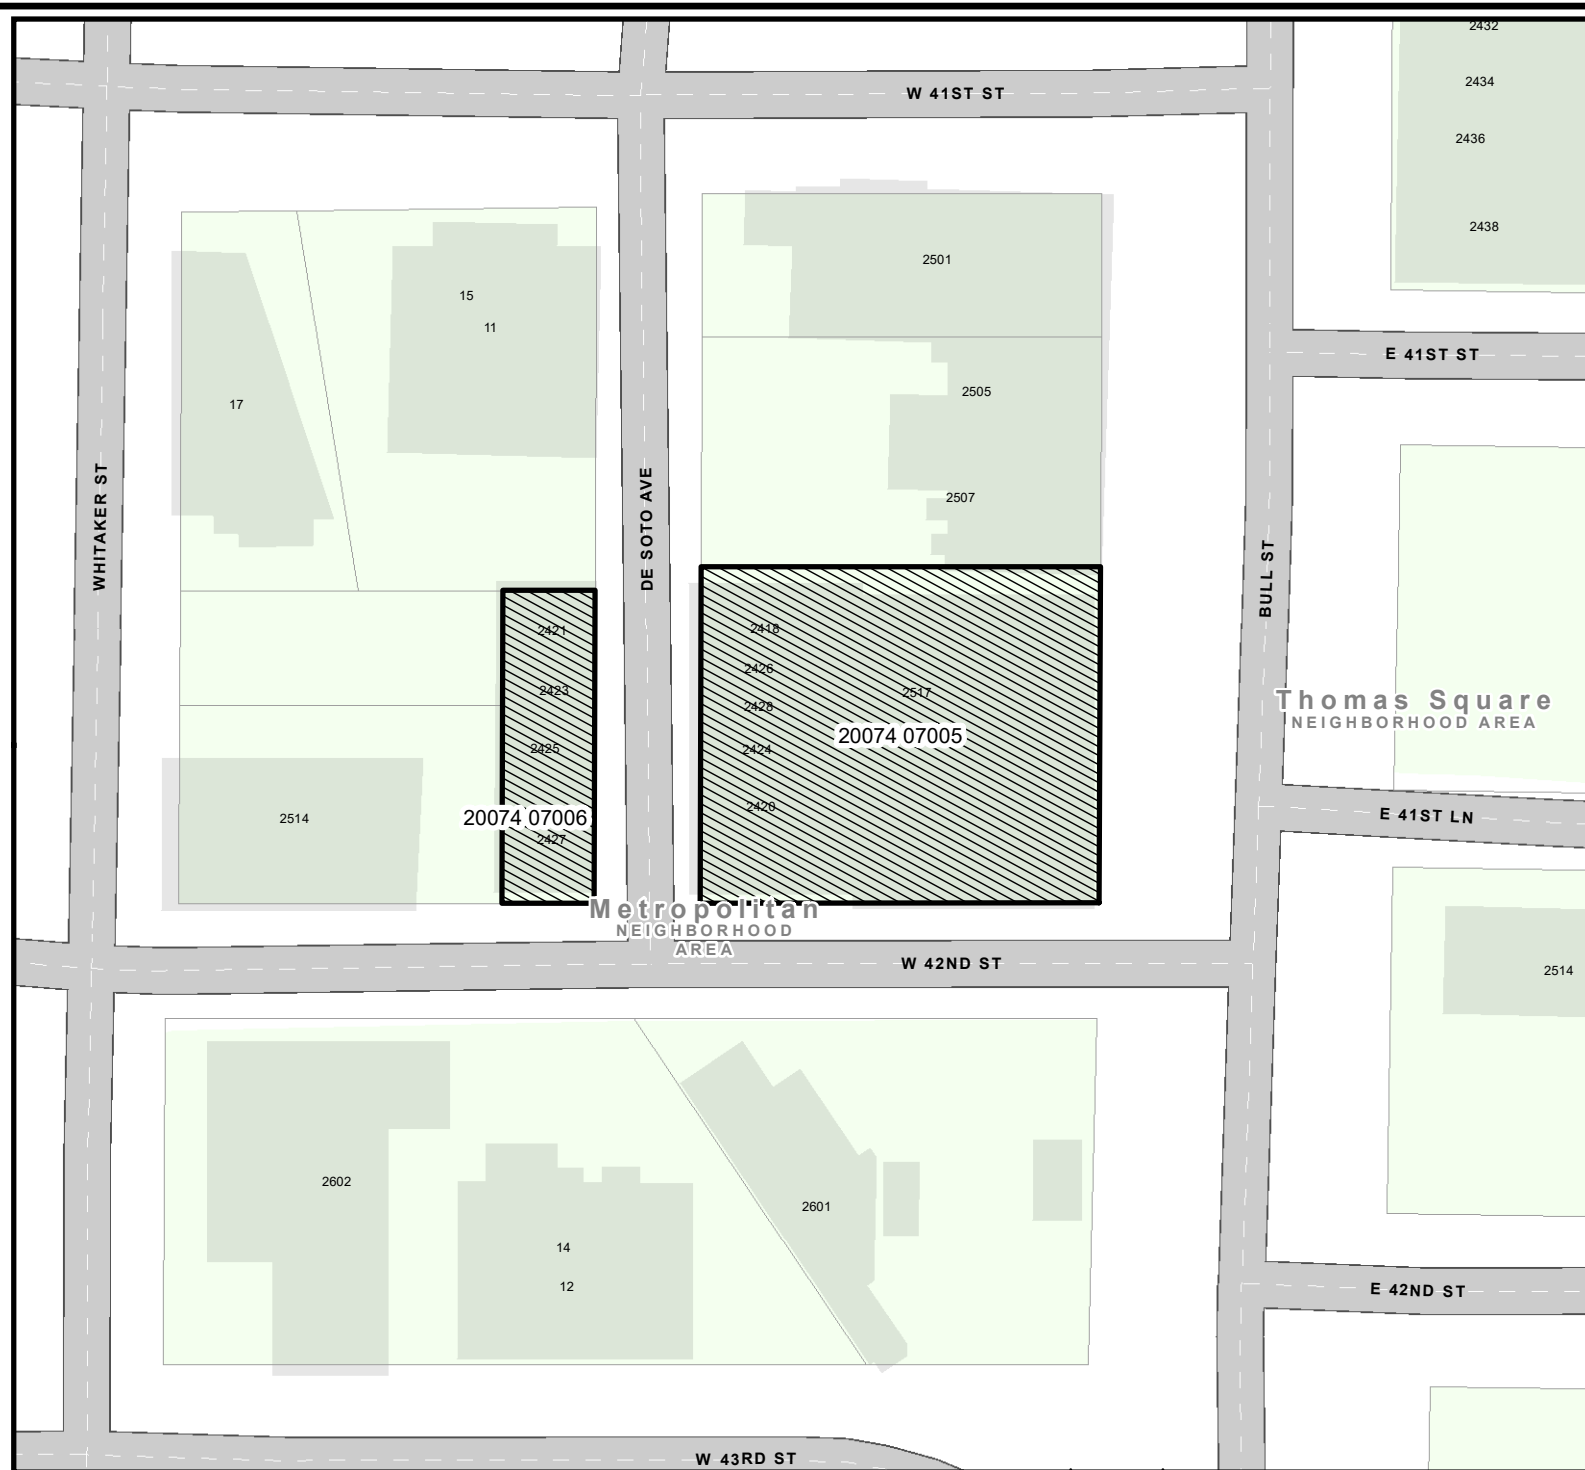 2432
2434
W 41ST ST
2436
2438
2501
15
11
E 41ST ST
2505
17
2507
WHITAKER ST
DE SOTO AVE
BULL ST
2421
2418
2426
2423
2517
2428
Thomas Square
NEIGHBORHOOD AREA
20074 07005
2425
2424
2420
2514
20074 07006
2427
E 41ST LN
Metropolitan
NEIGHBORHOOD
AREA
W 42ND ST
2514
2602
2601
14
12
E 42ND ST
W 43RD ST